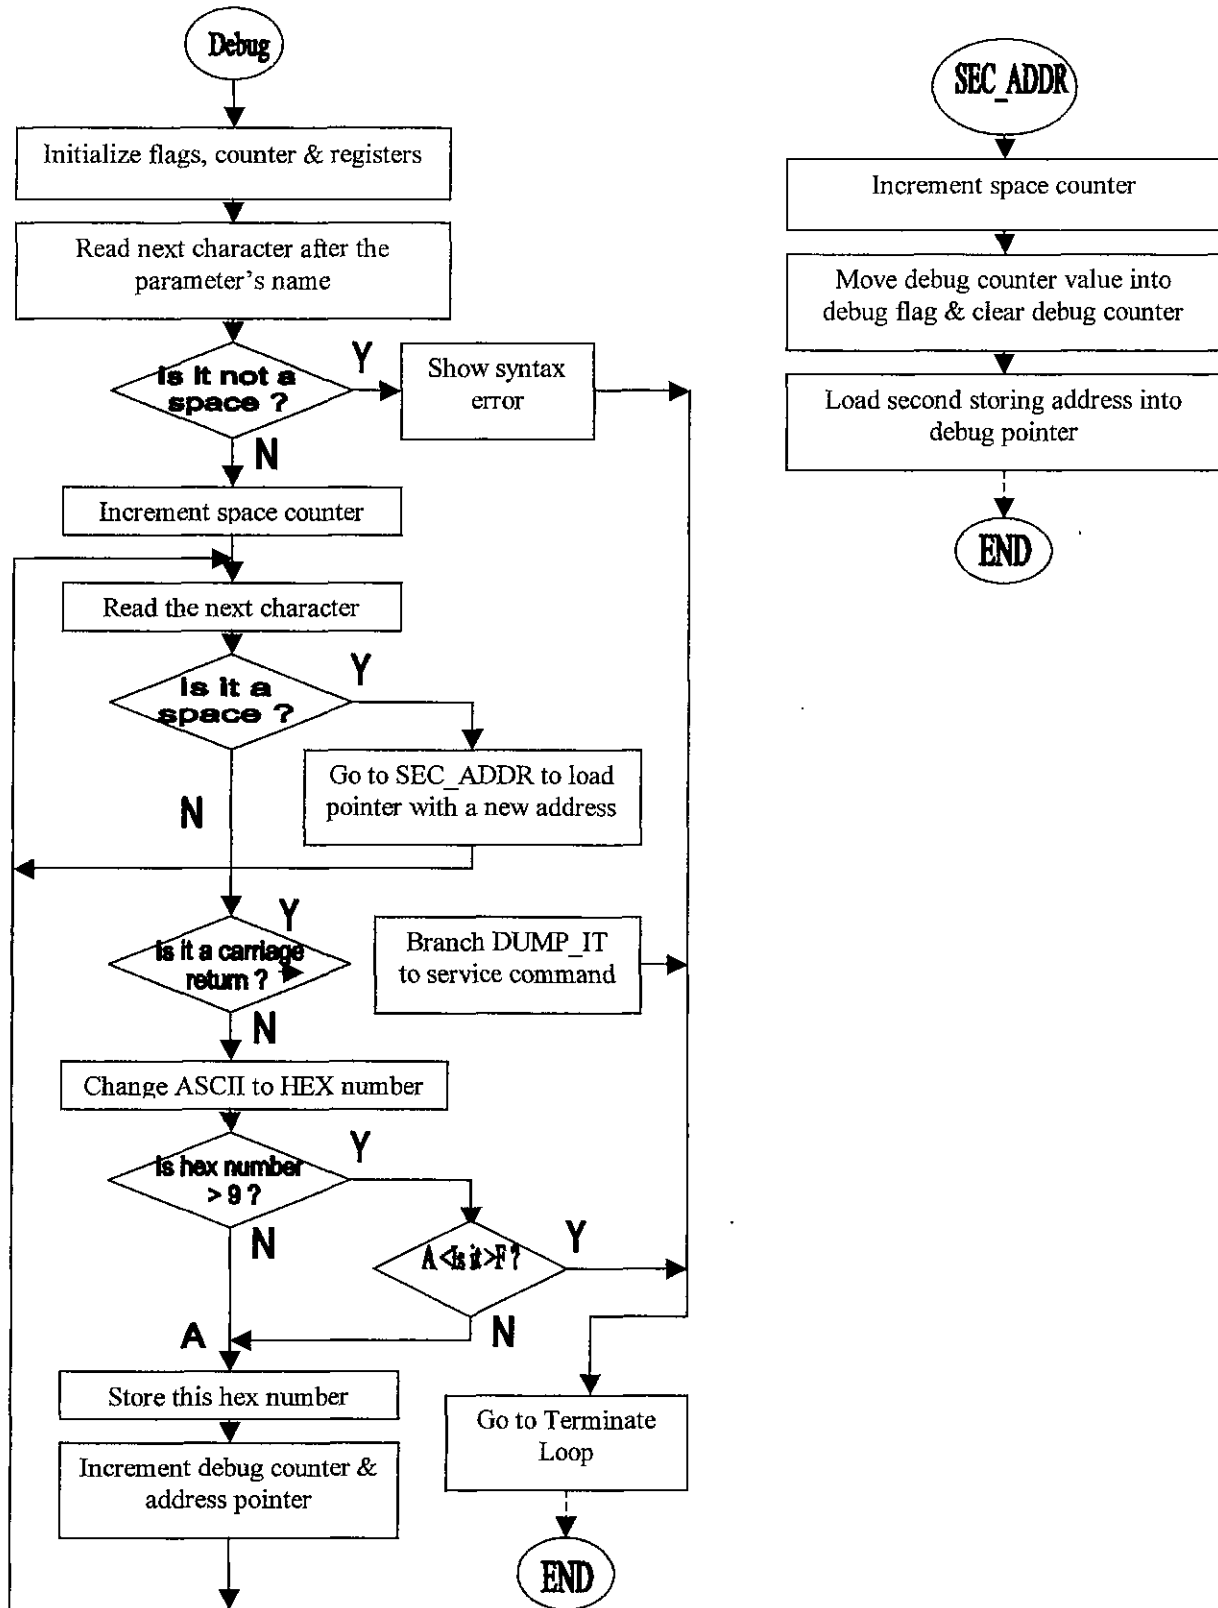 Debug
Initialize flags, counter & registers
Read next character after the
parameter's name
Is it not a
space ?
Y
Show syntax
error
N
Increment space counter
Read the next character
Is it a
space ?
Y
Go to SEC_ADDR to load
pointer with a new address
N
Is it a carriage
return ?
Y
Branch DUMP_IT
to service command
N
Change ASCII to HEX number
Is hex number
> 9 ?
Y
N
A <Is it >F ?
Y
N
A
Store this hex number
Increment debug counter &
address pointer
Go to Terminate
Loop
END
SEC_ADDR
Increment space counter
Move debug counter value into
debug flag & clear debug counter
Load second storing address into
debug pointer
END